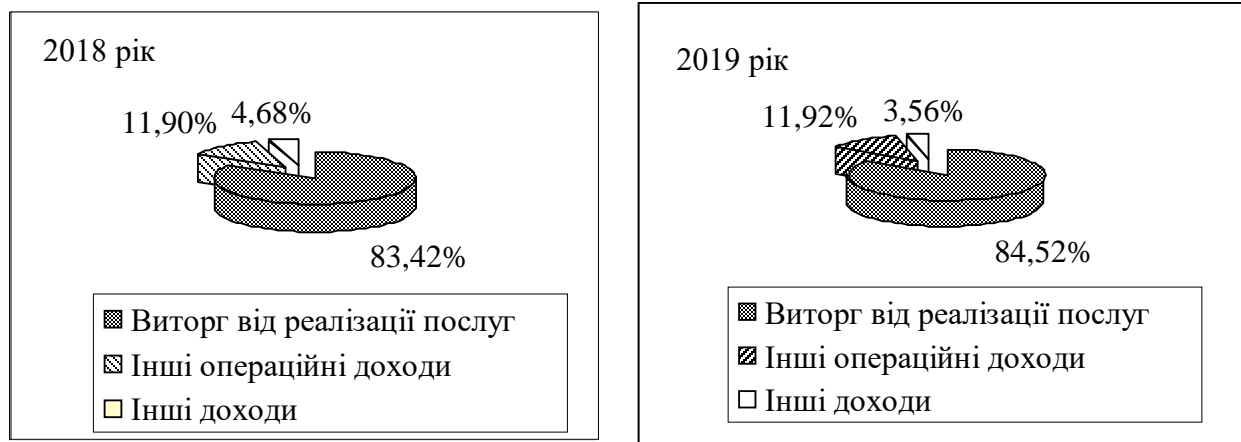 2018 рік
11,90% 4,68%
83,42%
Виторг від реалізації послуг
Інші операційні доходи
Інші доходи
2019 рік
11,92% 3,56%
84,52%
Виторг від реалізації послуг
Інші операційні доходи
Інші доходи